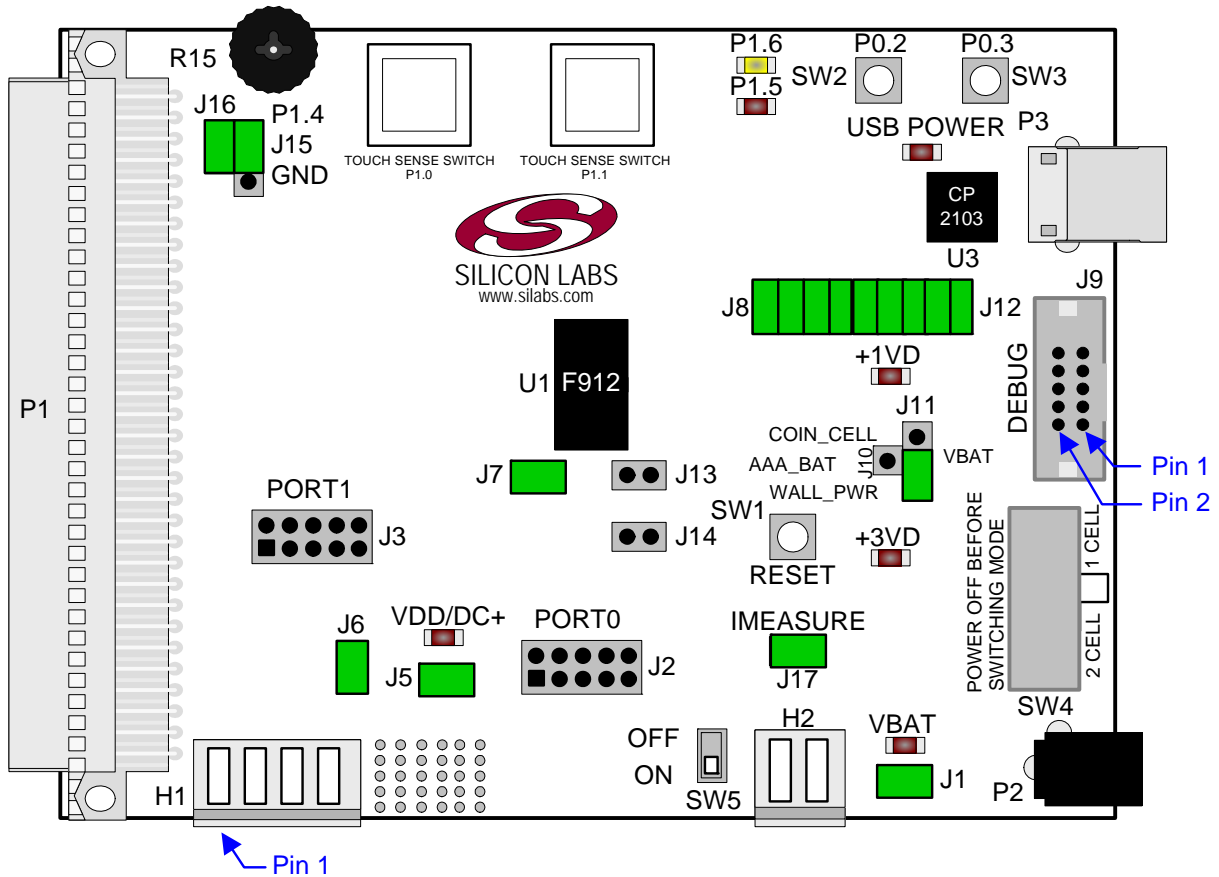 R15
P1.6
P0.2
P0.3
SW2
SW3
P1.5
J16
P1.4
J15
GND
USB POWER
P3
TOUCH SENSE SWITCH
P1.0
TOUCH SENSE SWITCH
P1.1
CP
2103
U3
SILICON LABS
www.silabs.com
J8
J12
J9
+1VD
U1
F912
DEBUG
P1
J11
COIN_CELL
AAA_BAT
J10
VBAT
WALL_PWR
Pin 1
Pin 2
J7
J13
PORT1
J3
J14
SW1
RESET
+3VD
POWER OFF BEFORE
SWITCHING MODE
2 CELL
1 CELL
SW4
J6
VDD/DC+
J5
PORT0
J2
IMEASURE
J17
H2
VBAT
OFF
ON
SW5
J1
P2
H1
Pin 1